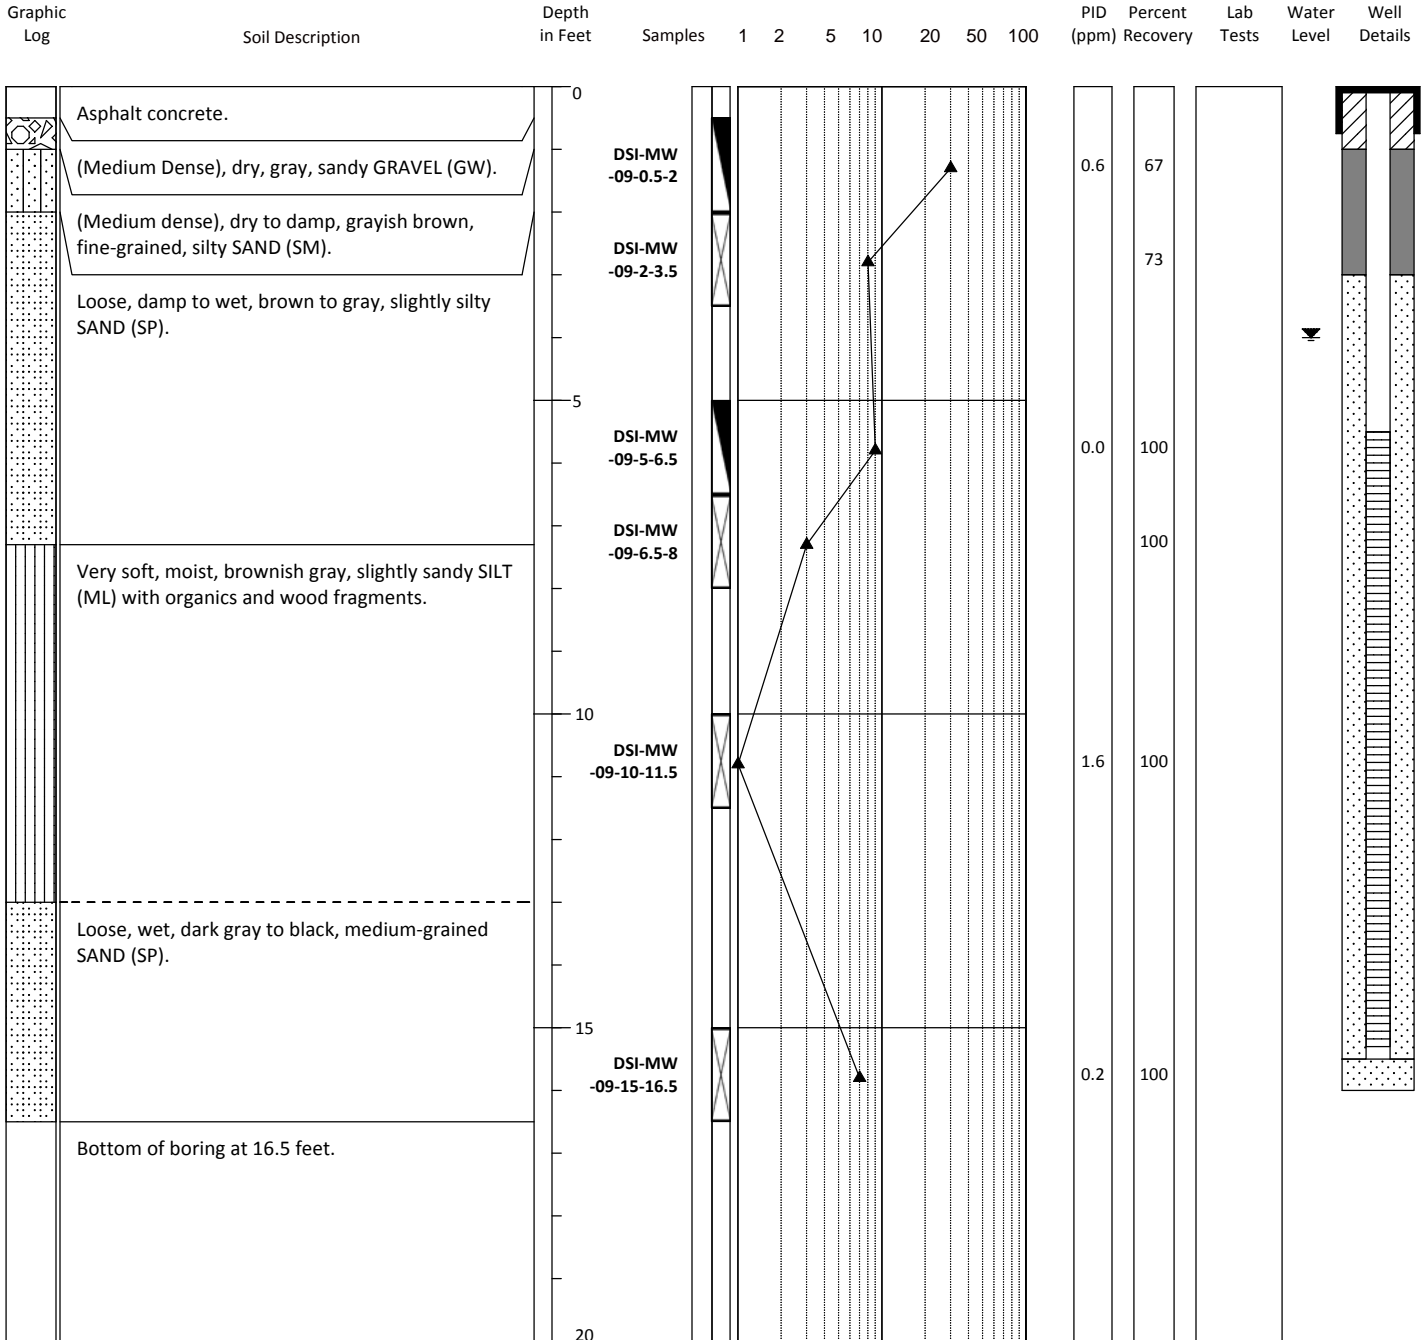 Graphic
Log
Soil Description
Depth
in Feet
Samples
1 2 5 10 20 50 100
PID
(ppm)
Percent
Recovery
Lab
Tests
Water
Level
Well
Details
0
Asphalt concrete.
(Medium Dense), dry, gray, sandy GRAVEL (GW).
DSI-MW
-09-0.5-2
0.6
67
(Medium dense), dry to damp, grayish brown,
fine-grained, silty SAND (SM).
DSI-MW
-09-2-3.5
73
Loose, damp to wet, brown to gray, slightly silty
SAND (SP).
5
DSI-MW
-09-5-6.5
0.0
100
DSI-MW
-09-6.5-8
100
Very soft, moist, brownish gray, slightly sandy SILT
(ML) with organics and wood fragments.
10
DSI-MW
-09-10-11.5
1.6
100
Loose, wet, dark gray to black, medium-grained
SAND (SP).
15
DSI-MW
-09-15-16.5
0.2
100
Bottom of boring at 16.5 feet.
20